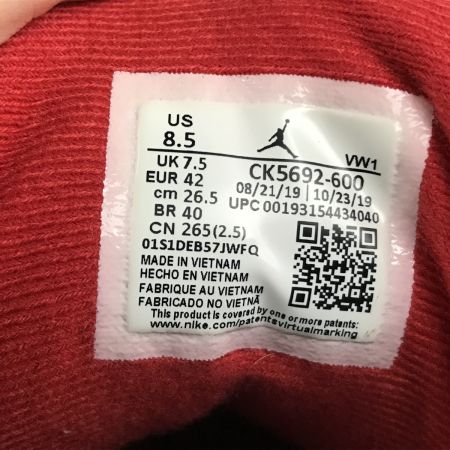 US
8.5
VW1
UK 7.5
CK5692-600
EUR 42
08/21/19 | 10/23/19
cm 26.5
UPC 00193154434040
BR 40
CN 265(2.5)
01S1DEB57JWFQ
MADE IN VIETNAM
HECHO EN VIETNAM
FABRIQUE AU VIETNAM
FABRICADO NO VIETNÃ
This product is covered by one or more patents:
www.nike.com/patentsvirtualmarking